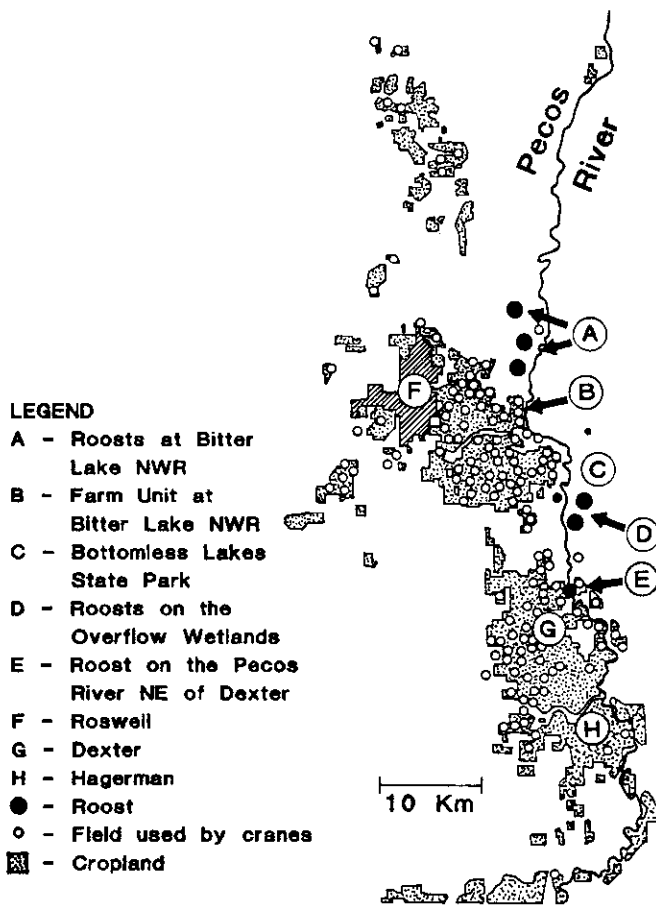 Pecos
River
A
B
F
C
D
E
G
H
10 Km
LEGEND
A - Roosts at Bitter
Lake NWR
B - Farm Unit at
Bitter Lake NWR
C - Bottomless Lakes
State Park
D - Roosts on the
Overflow Wetlands
E - Roost on the Pecos
River NE of Dexter
F - Roswell
G - Dexter
H - Hagerman
- Roost
- Field used by cranes
- Cropland